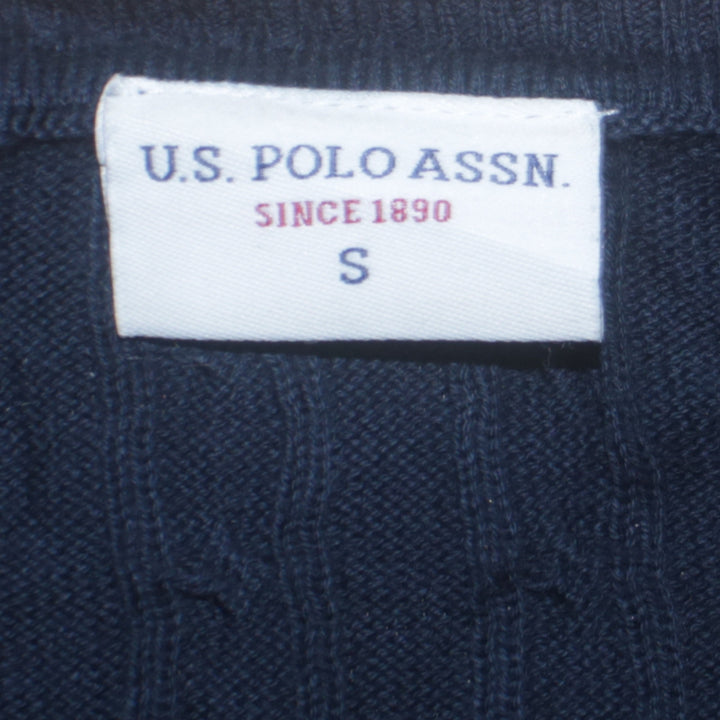 U.S. POLO ASSN.
SINCE 1890
S